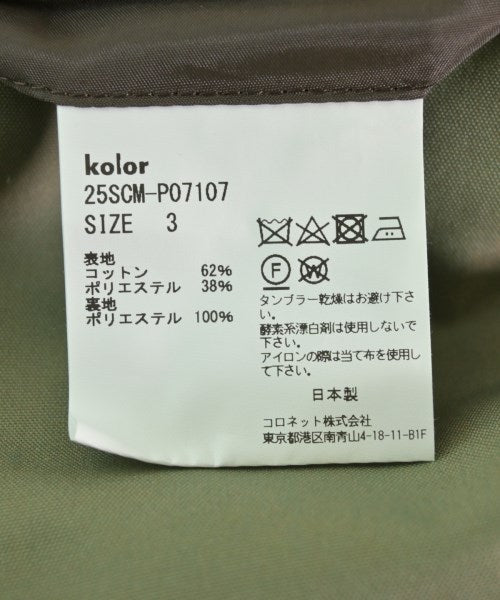 kolor
25SCM-P07107
SIZE 3
表地
コットン 62%
ポリエステル 38%
裏地
ポリエステル 100%
F
W
タンブラー乾燥はお避け下さ
い。
酵素系漂白剤は使用しないで
下さい。
アイロンの際は当て布を使用し
て下さい。
日本製
コロネット株式会社
東京都港区南青山4-18-11-B1F